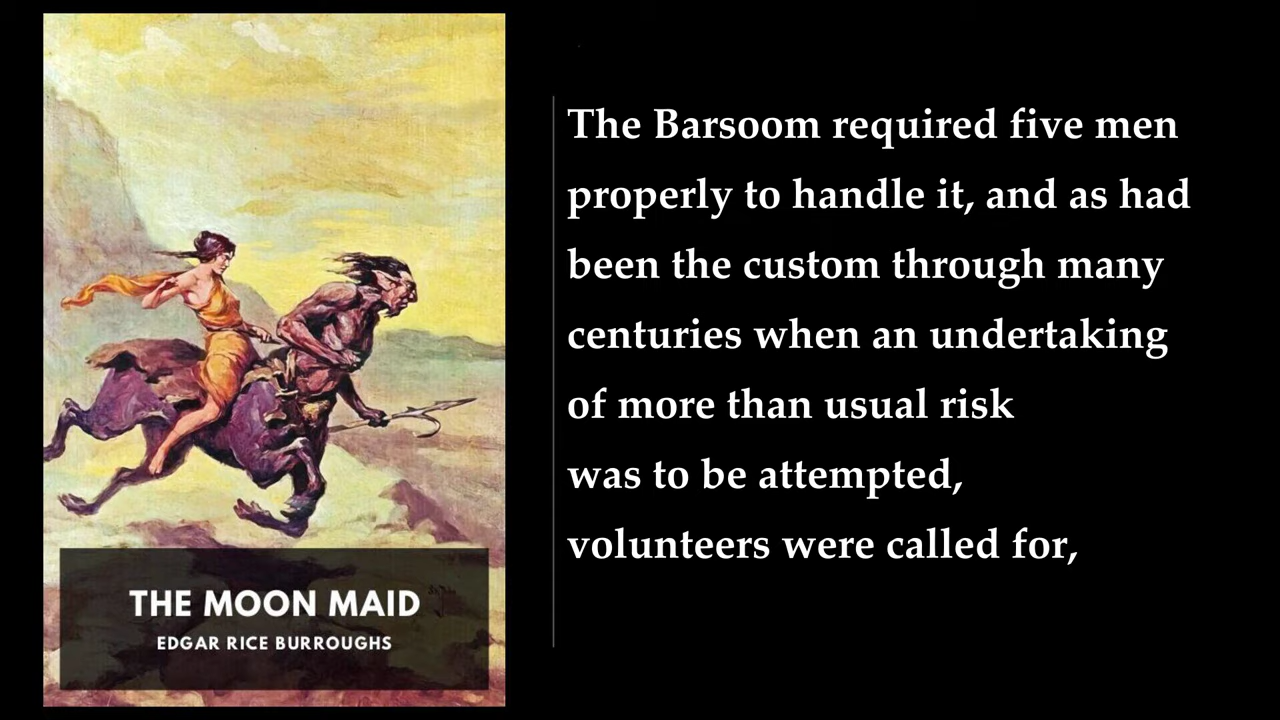 THE MOON MAID
EDGAR RICE BURROUGHS
The Barsoom required five men
properly to handle it, and as had
been the custom through many
centuries when an undertaking
of more than usual risk
was to be attempted,
volunteers were called for,